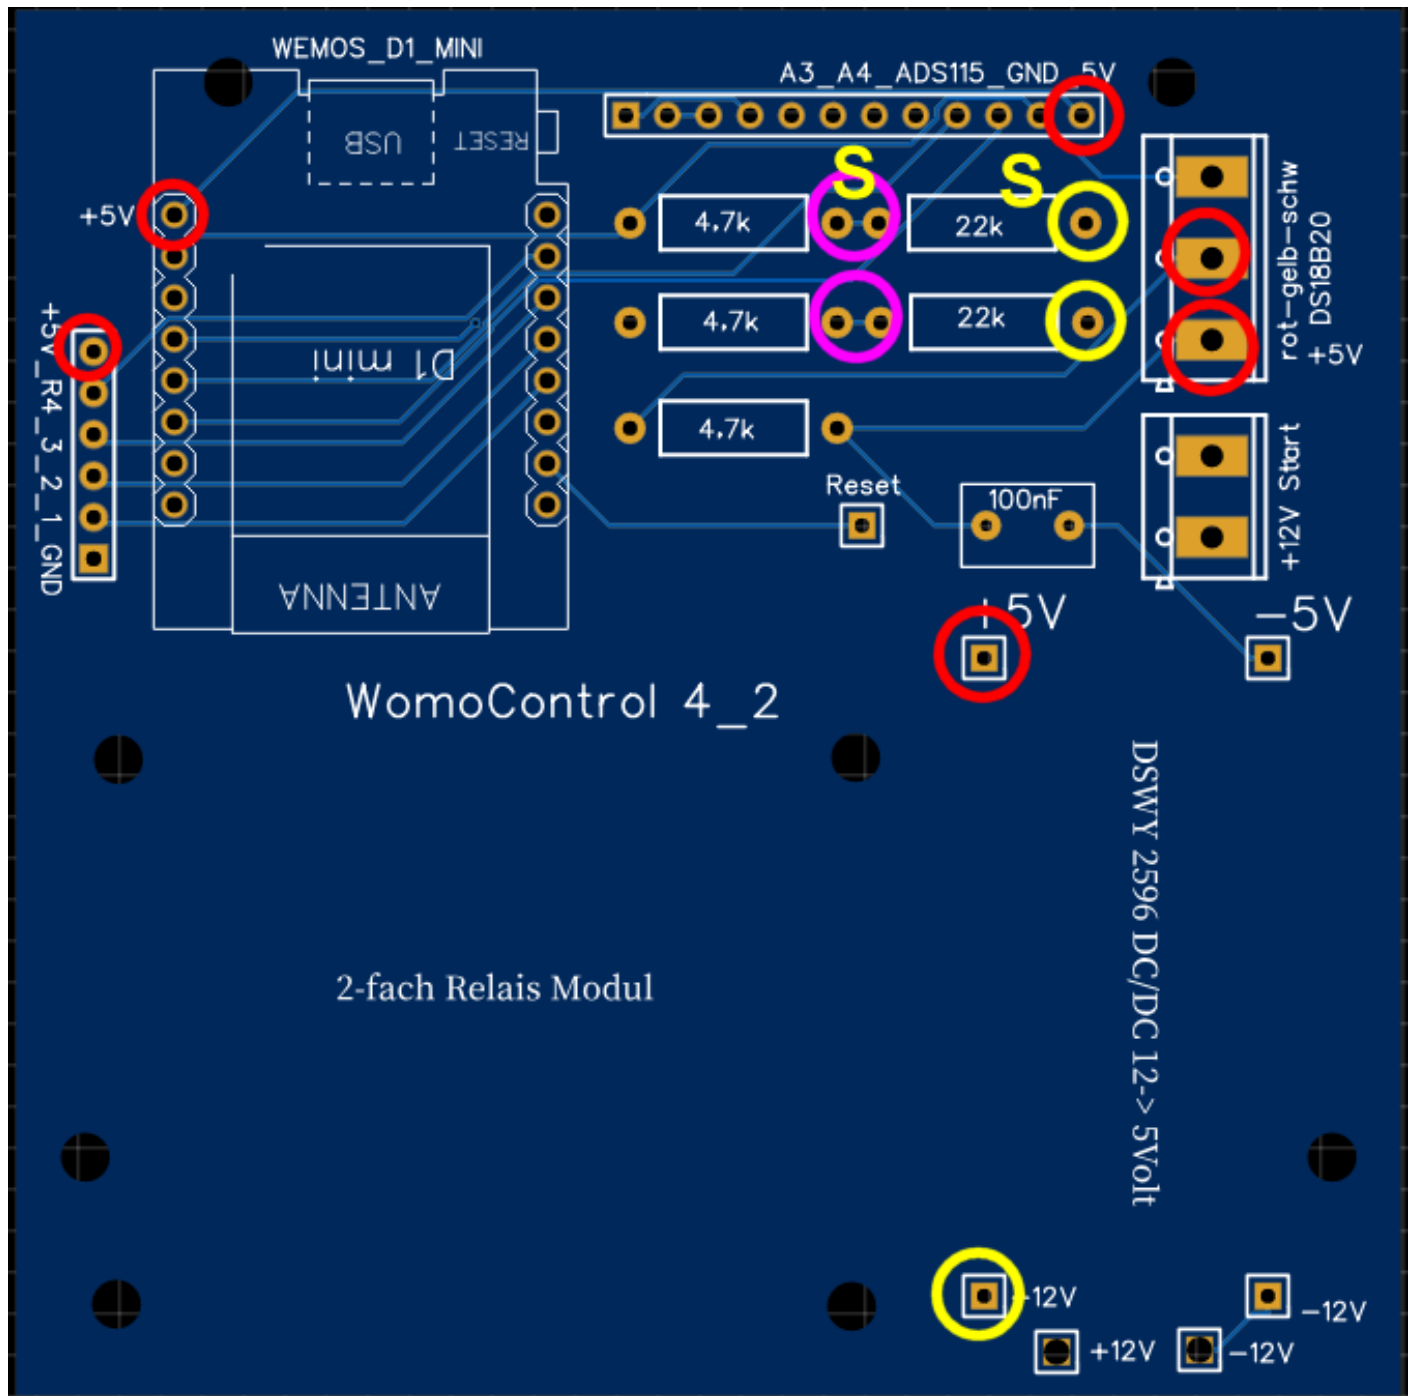 WEMOS_D1_MINI
A3_A4_ADS115_GND_5V
USB
RESET
S
S
+5V
4.7k
22k
rot-gelb-schw
DS18B20
+5V
+5V_R4_3_2_1_GND
D1
mini
4.7k
22k
4.7k
Reset
100nF
+12V Start
ANTENNA
+5V
-5V
WomoControl 4_2
DSWY 2596 DC/DC 12-> 5Volt
2-fach Relais Modul
-12V
-12V
+12V
-12V